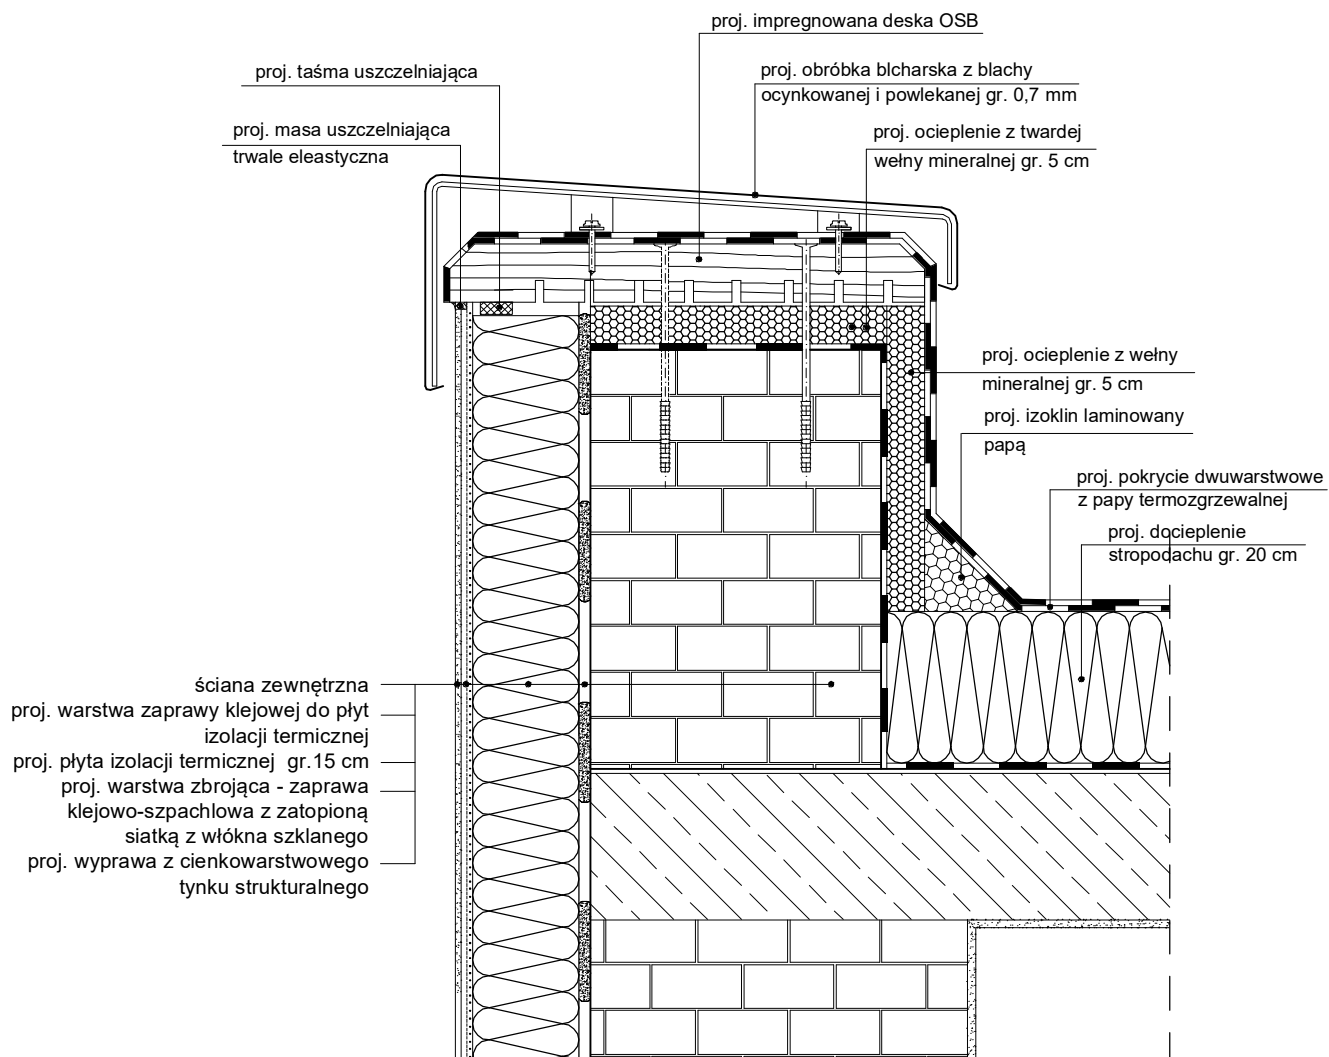 proj. impregnowana deska OSB
proj. taśma uszczelniająca
proj. obróbka blcharska z blachy
ocynkowanej i powlekanej gr. 0,7 mm
proj. masa uszczelniająca
trwale eleastyczna
proj. ocieplenie z twardej
wełny mineralnej gr. 5 cm
proj. ocieplenie z wełny
mineralnej gr. 5 cm
proj. izoklin laminowany
papą
proj. pokrycie dwuwarstwowe
z papy termozgrzewalnej
proj. docieplenie
stropodachu gr. 20 cm
ściana zewnętrzna
proj. warstwa zaprawy klejowej do płyt
izolacji termicznej
proj. płyta izolacji termicznej gr.15 cm
proj. warstwa zbrojąca - zaprawa
klejowo-szpachlowa z zatopioną
siatką z włókna szklanego
proj. wyprawa z cienkowarstwowego
tynku strukturalnego